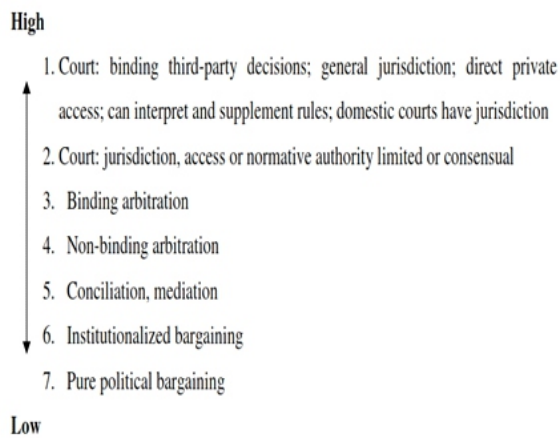 High
1. Court: binding third-party decisions; general jurisdiction; direct private
access; can interpret and supplement rules; domestic courts have jurisdiction
2. Court: jurisdiction, access or normative authority limited or consensual
3. Binding arbitration
4. Non-binding arbitration
5. Conciliation, mediation
6. Institutionalized bargaining
7. Pure political bargaining
Low